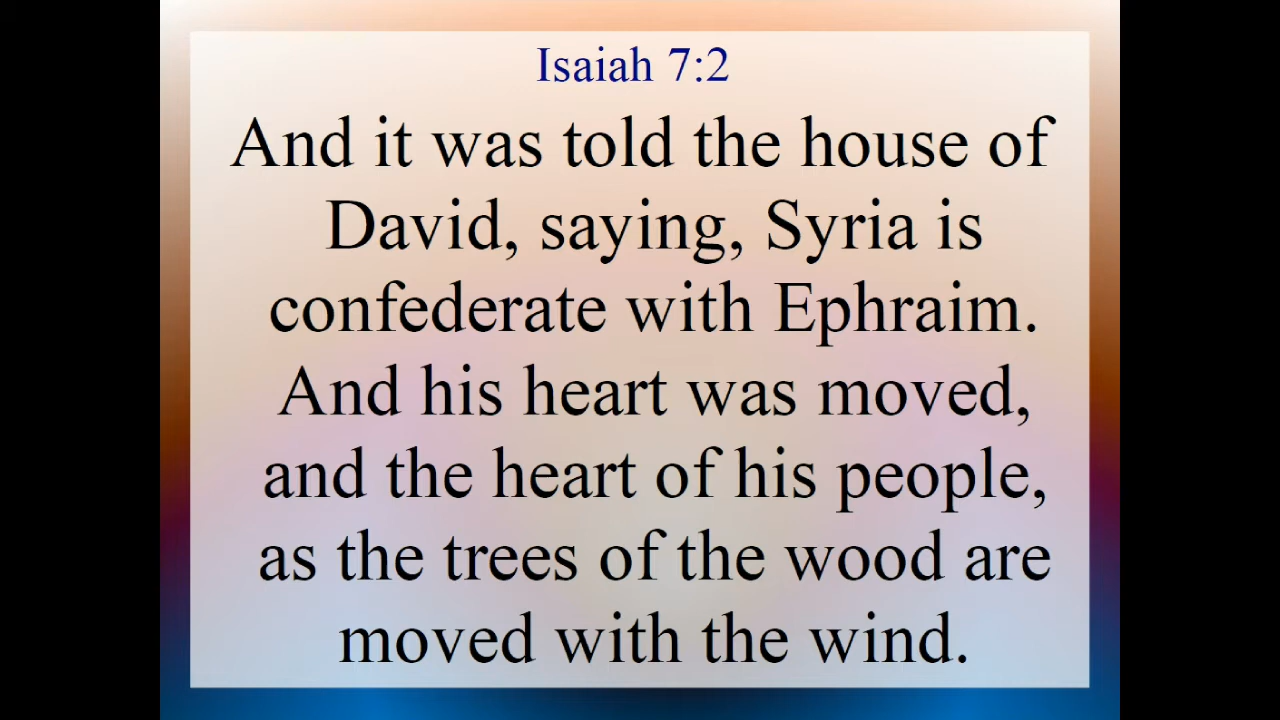 Isaiah 7:2
And it was told the house of
David, saying, Syria is
confederate with Ephraim.
And his heart was moved,
and the heart of his people,
as the trees of the wood are
moved with the wind.